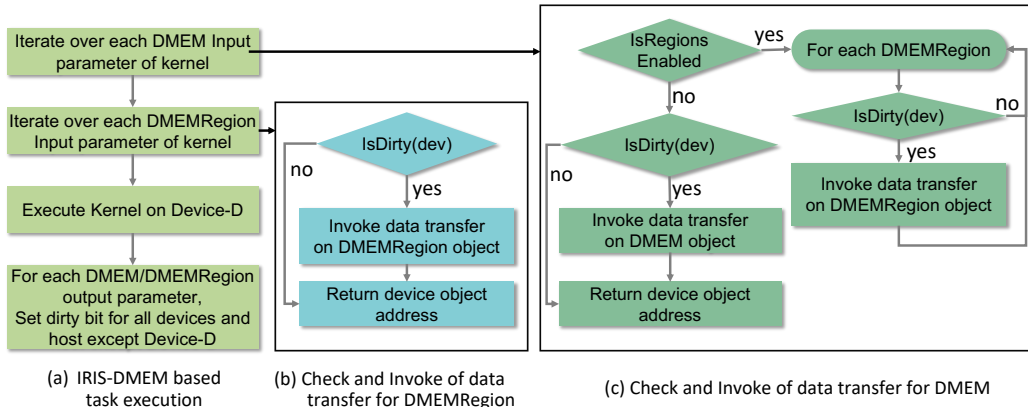 Iterate over each DMEM Input
parameter of kernel
Iterate over each DMEMRegion
Input parameter of kernel
Execute Kernel on Device-D
For each DMEM/DMEMRegion
output parameter,
Set dirty bit for all devices and
host except Device-D
(a) IRIS-DMEM based
task execution
IsDirty(dev)
no
yes
Invoke data transfer
on DMEMRegion object
Return device object
address
(b) Check and Invoke of data
transfer for DMEMRegion
IsRegions
Enabled
yes
no
IsDirty(dev)
no
yes
Invoke data transfer
on DMEM object
Return device object
address
For each DMEMRegion
IsDirty(dev)
no
yes
Invoke data transfer
on DMEMRegion object
(c) Check and Invoke of data transfer for DMEM